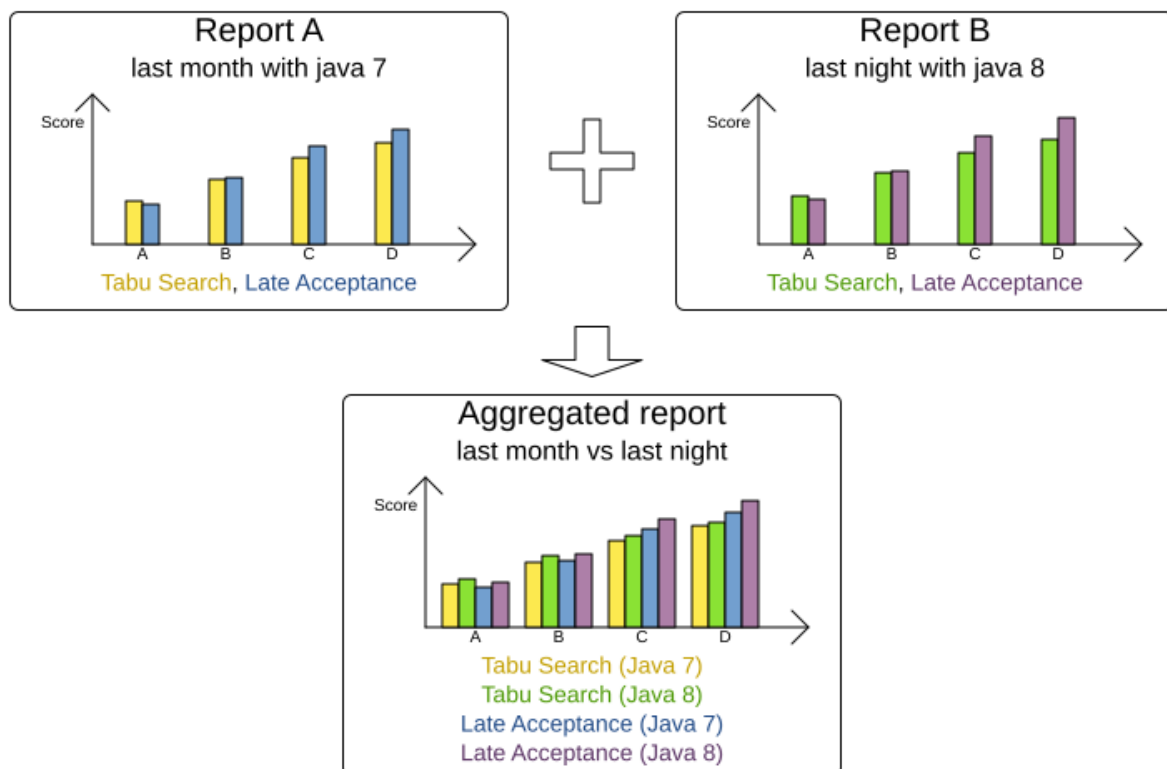 Report A
last month with java 7
Score
A B C D
Tabu Search, Late Acceptance
Report B
last night with java 8
Score
A B C D
Tabu Search, Late Acceptance
Aggregated report
last month vs last night
Score
A B C D
Tabu Search (Java 7)
Tabu Search (Java 8)
Late Acceptance (Java 7)
Late Acceptance (Java 8)